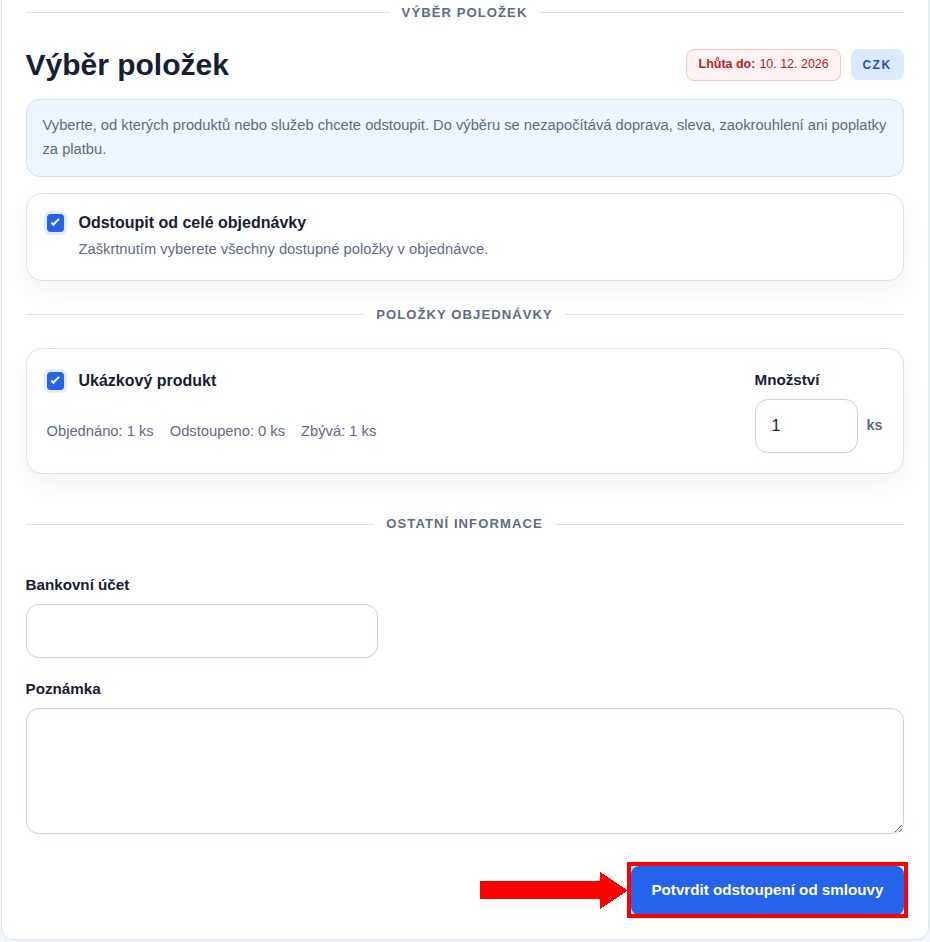 VÝBĚR POLOŽEK
Výběr položek
Lhůta do: 10. 12. 2026
CZK
Vyberte, od kterých produktů nebo služeb chcete odstoupit. Do výběru se nezapočítává doprava, sleva, zaokrouhlení ani poplatky
za platbu.
Odstoupit od celé objednávky
Zaškrtnutím vyberete všechny dostupné položky v objednávce.
POLOŽKY OBJEDNÁVKY
Ukázkový produkt
Množství
Objednáno: 1 ks Odstoupeno: 0 ks Zbývá: 1 ks
1 ks
OSTATNÍ INFORMACE
Bankovní účet
Poznámka
Potvrdit odstoupení od smlouvy